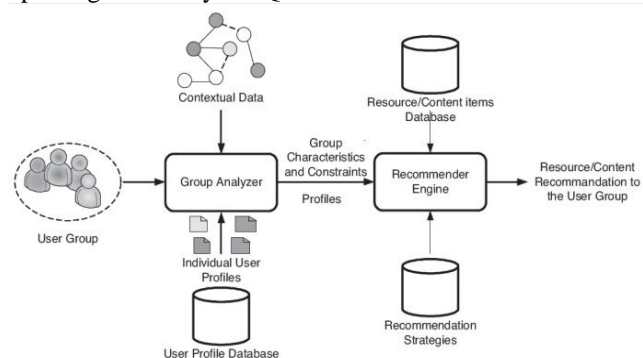 Contextual Data
Resource/Content items
Database
Group
Characteristics
and Constraints
Profiles
Group Analyzer
Recommender
Engine
Resource/Content
Recommandation to
the User Group
User Group
Individual User
Profiles
User Profile Database
Recommendation
Strategies